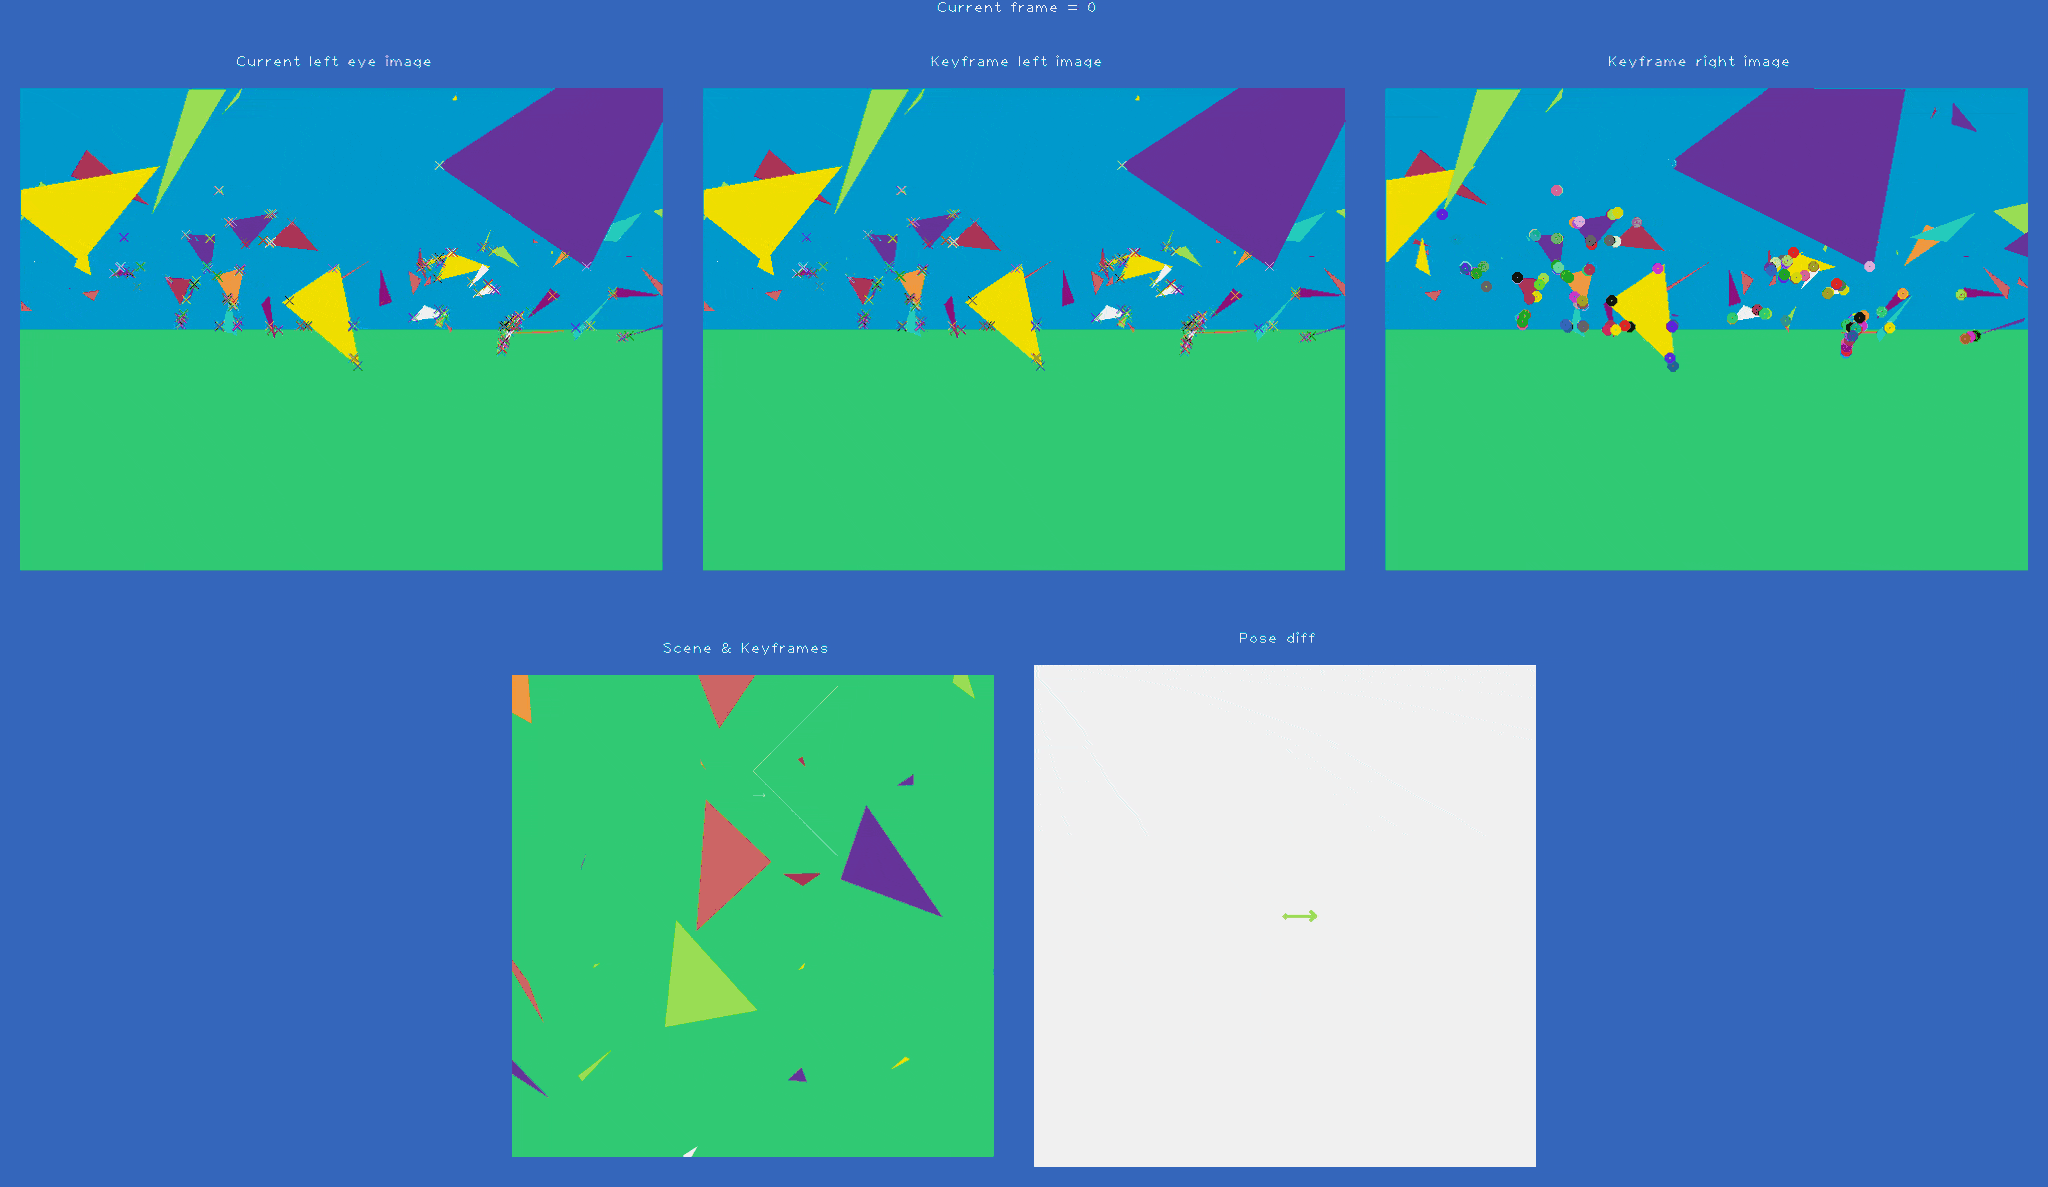 Current frame = 0
Current left eye image
Keyframe left image
Keyframe right image
Scene & Keyframes
Pose diff